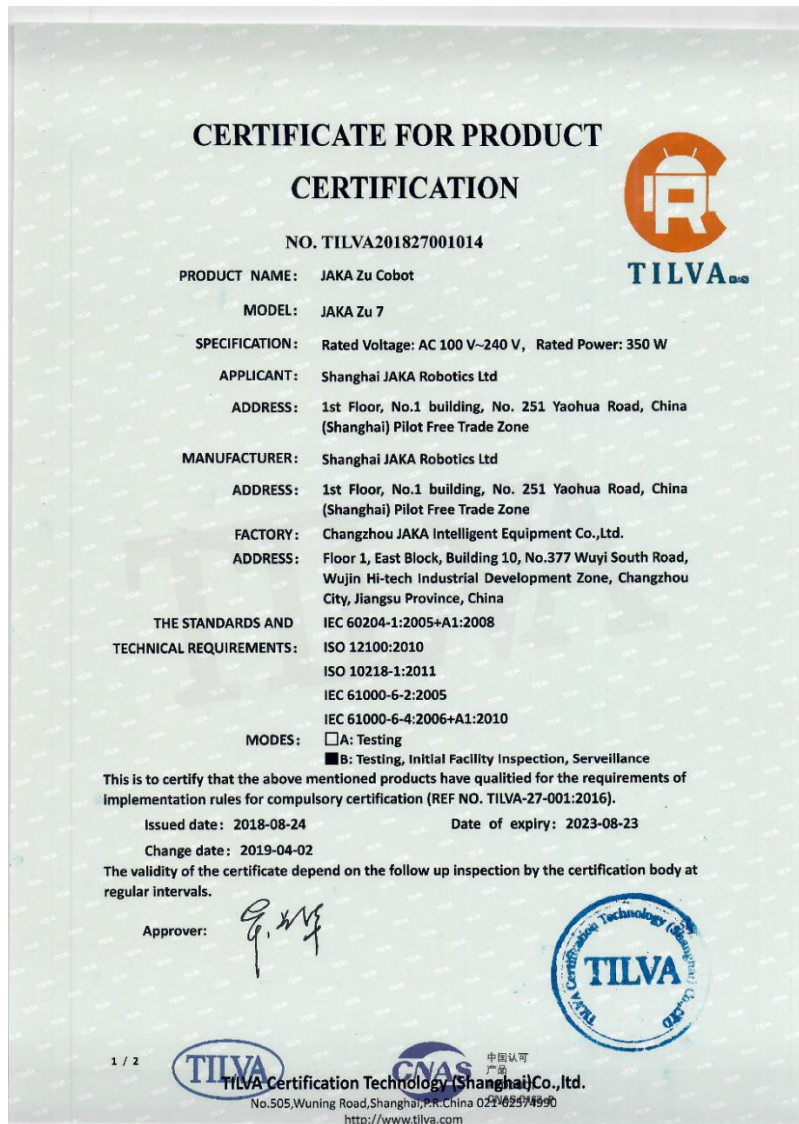 CERTIFICATE FOR PRODUCT
CERTIFICATION
NO. TILVA201827001014
TILVA
PRODUCT NAME: JAKA Zu Cobot
MODEL: JAKA Zu 7
SPECIFICATION: Rated Voltage: AC 100 V~240 V, Rated Power: 350 W
APPLICANT: Shanghai JAKA Robotics Ltd
ADDRESS: 1st Floor, No.1 building, No. 251 Yaohua Road, China
(Shanghai) Pilot Free Trade Zone
MANUFACTURER: Shanghai JAKA Robotics Ltd
ADDRESS: 1st Floor, No.1 building, No. 251 Yaohua Road, China
(Shanghai) Pilot Free Trade Zone
FACTORY: Changzhou JAKA Intelligent Equipment Co.,Ltd.
ADDRESS: Floor 1, East Block, Building 10, No.377 Wuyi South Road,
Wujin Hi-tech Industrial Development Zone, Changzhou
City, Jiangsu Province, China
THE STANDARDS AND IEC 60204-1:2005+A1:2008
TECHNICAL REQUIREMENTS: ISO 12100:2010
ISO 10218-1:2011
IEC 61000-6-2:2005
IEC 61000-6-4:2006+A1:2010
MODES: □A: Testing
■B: Testing, Initial Facility Inspection, Serveillance
This is to certify that the above mentioned products have qualitied for the requirements of
implementation rules for compulsory certification (REF NO. TILVA-27-001:2016).
Issued date: 2018-08-24 Date of expiry: 2023-08-23
Change date: 2019-04-02
The validity of the certificate depend on the follow up inspection by the certification body at
regular intervals.
Approver:
TILVA Certification Technology (Shanghai) Co.,LTD
TILVA
1 / 2
TILVA
CNAS
中国认可
产品
TILVA Certification Technology (Shanghai)Co.,ltd.
No.505,Wuning Road,Shanghai,P.R.China 021-62574990
http://www.tilva.com